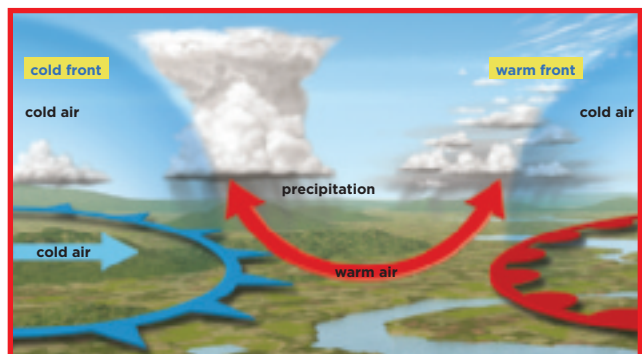 cold front
warm front
cold air
cold air
precipitation
cold air
warm air